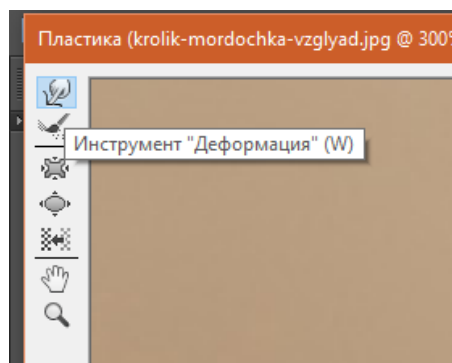 Пластика (krolik-mordochka-vzglyad.jpg @ 300%
Инструмент "Деформация" (W)